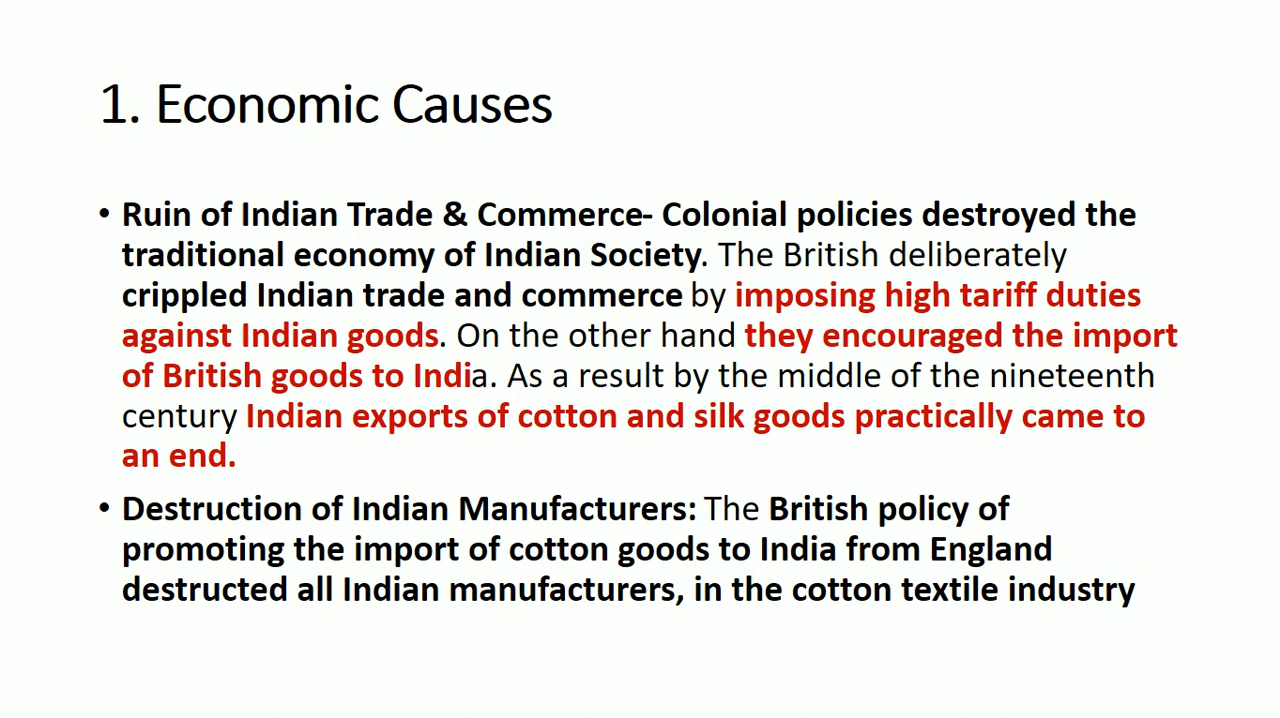 1. Economic Causes
• Ruin of Indian Trade & Commerce- Colonial policies destroyed the
traditional economy of Indian Society. The British deliberately
crippled Indian trade and commerce by imposing high tariff duties
against Indian goods. On the other hand they encouraged the import
of British goods to India. As a result by the middle of the nineteenth
century Indian exports of cotton and silk goods practically came to
an end.
• Destruction of Indian Manufacturers: The British policy of
promoting the import of cotton goods to India from England
destructed all Indian manufacturers, in the cotton textile industry